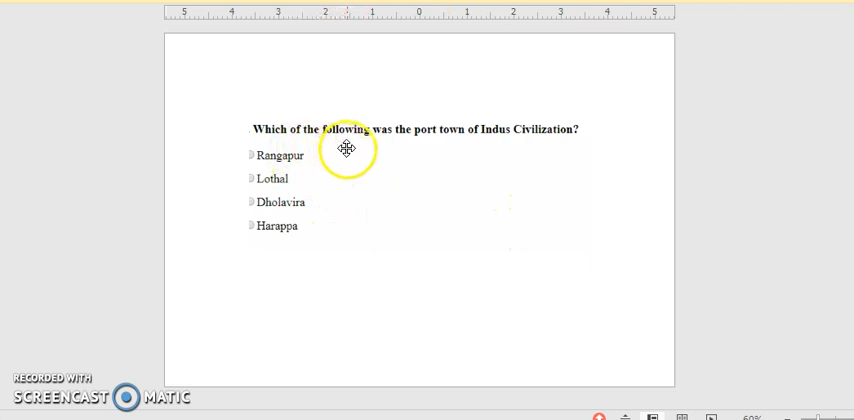 5 4 3 2 1 0 1 2 3 4 5
. Which of the following was the port town of Indus Civilization?
Rangapur
Lothal
Dholavira
Harappa
RECORDED WITH
SCREENCAST MATIC
60%